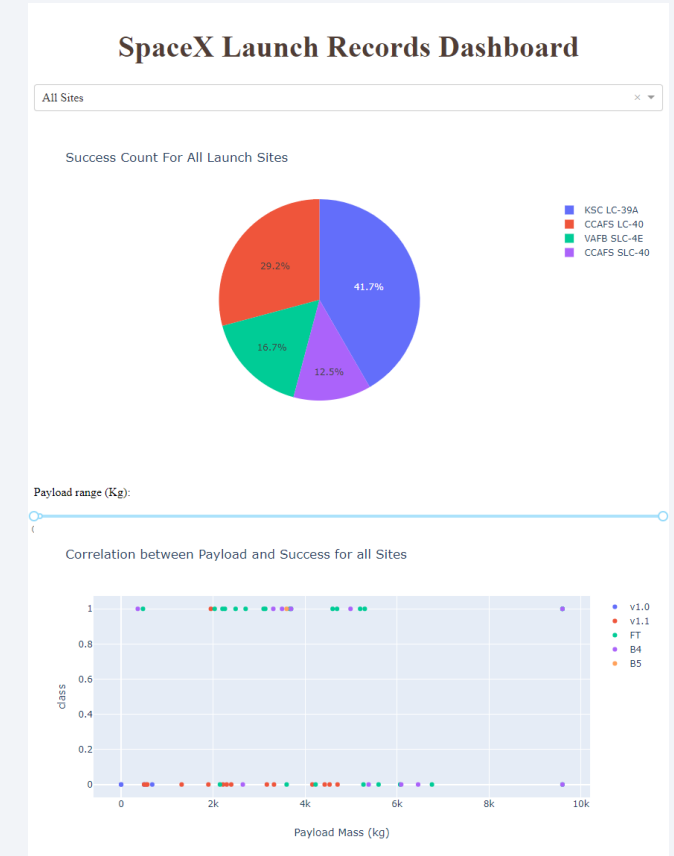 SpaceX Launch Records Dashboard
All Sites
Success Count For All Launch Sites
KSC LC-39A
CCAFS LC-40
VAFB SLC-4E
CCAFS SLC-40
29.2%
41.7%
16.7%
12.5%
Payload range (Kg):
Correlation between Payload and Success for all Sites
v1.0
v1.1
FT
B4
B5
1
0.8
0.6
0.4
0.2
0
class
0 2k 4k 6k 8k 10k
Payload Mass (kg)